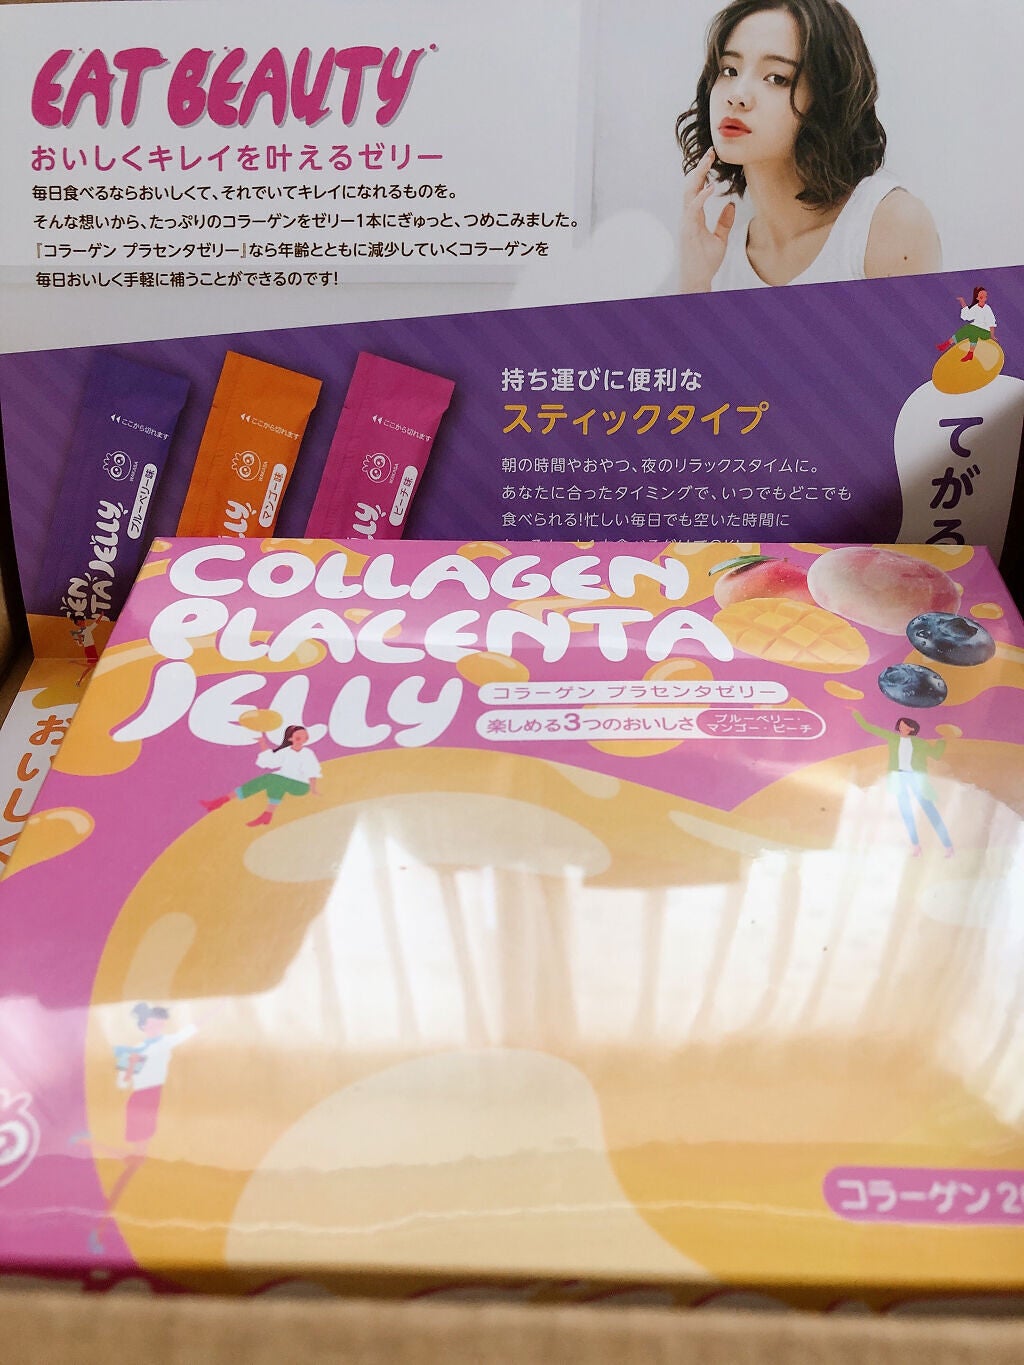 EAT BEAUTY
おいしくキレイを叶えるゼリー
毎日食べるならおいしくて、それでいてキレイになれるものを。
そんな想いから、たっぷりのコラーゲンをゼリー1本にぎゅっと、つめこみました。
『コラーゲン プラセンタゼリー』なら年齢とともに減少していくコラーゲンを
毎日おいしく手軽に補うことができるのです!
持ち運びに便利な
スティックタイプ
朝の時間やおやつ、夜のリラックスタイムに。
あなたに合ったタイミングで、いつでもどこでも
食べられる!忙しい毎日でも空いた時間に
てがる
ここから切れます
ブルーベリー味
JELLY
ここから切れます
マンゴー味
ここから切れます
ピーチ味
おいしく
COLLAGEN
PLACENTA
JELLY
コラーゲン プラセンタゼリー
楽しめる3つのおいしさ
ブルーベリー・
マンゴー・ピーチ
コラーゲン